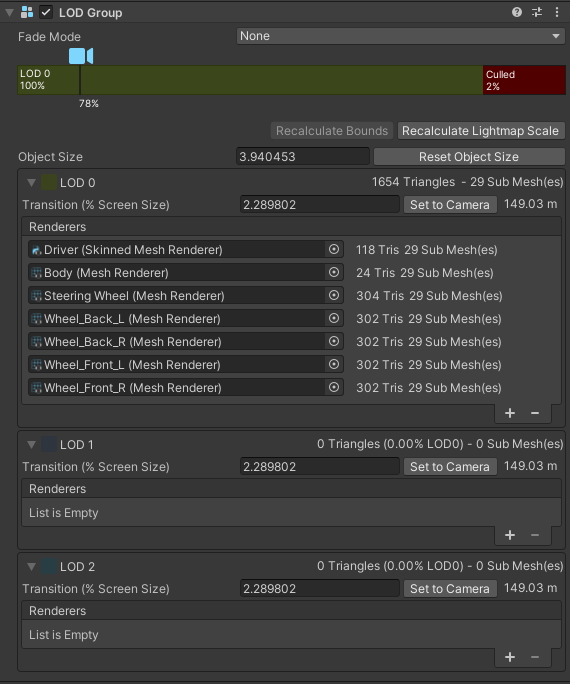 LOD Group
Fade Mode None
LOD 0
100%
Culled
2%
78%
Recalculate Bounds Recalculate Lightmap Scale
Object Size 3.940453 Reset Object Size
LOD 0 1654 Triangles - 29 Sub Mesh(es)
Transition (% Screen Size) 2.289802 Set to Camera 149.03 m
Renderers
Driver (Skinned Mesh Renderer) 118 Tris 29 Sub Mesh(es)
Body (Mesh Renderer) 24 Tris 29 Sub Mesh(es)
Steering Wheel (Mesh Renderer) 304 Tris 29 Sub Mesh(es)
Wheel_Back_L (Mesh Renderer) 302 Tris 29 Sub Mesh(es)
Wheel_Back_R (Mesh Renderer) 302 Tris 29 Sub Mesh(es)
Wheel_Front_L (Mesh Renderer) 302 Tris 29 Sub Mesh(es)
Wheel_Front_R (Mesh Renderer) 302 Tris 29 Sub Mesh(es)
+ −
LOD 1 0 Triangles (0.00% LOD0) - 0 Sub Mesh(es)
Transition (% Screen Size) 2.289802 Set to Camera 149.03 m
Renderers
List is Empty
+ −
LOD 2 0 Triangles (0.00% LOD0) - 0 Sub Mesh(es)
Transition (% Screen Size) 2.289802 Set to Camera 149.03 m
Renderers
List is Empty
+ −